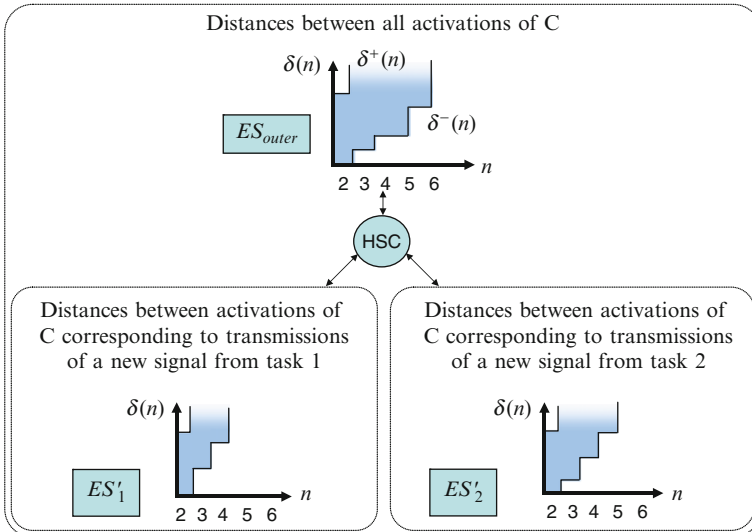 Distances between all activations of C
δ(n)
δ⁺(n)
δ⁻(n)
ES_outer
n
2 3 4 5 6
HSC
Distances between activations of
C corresponding to transmissions
of a new signal from task 1
δ(n)
ES′₁
n
2 3 4 5 6
Distances between activations of
C corresponding to transmissions
of a new signal from task 2
δ(n)
ES′₂
n
2 3 4 5 6